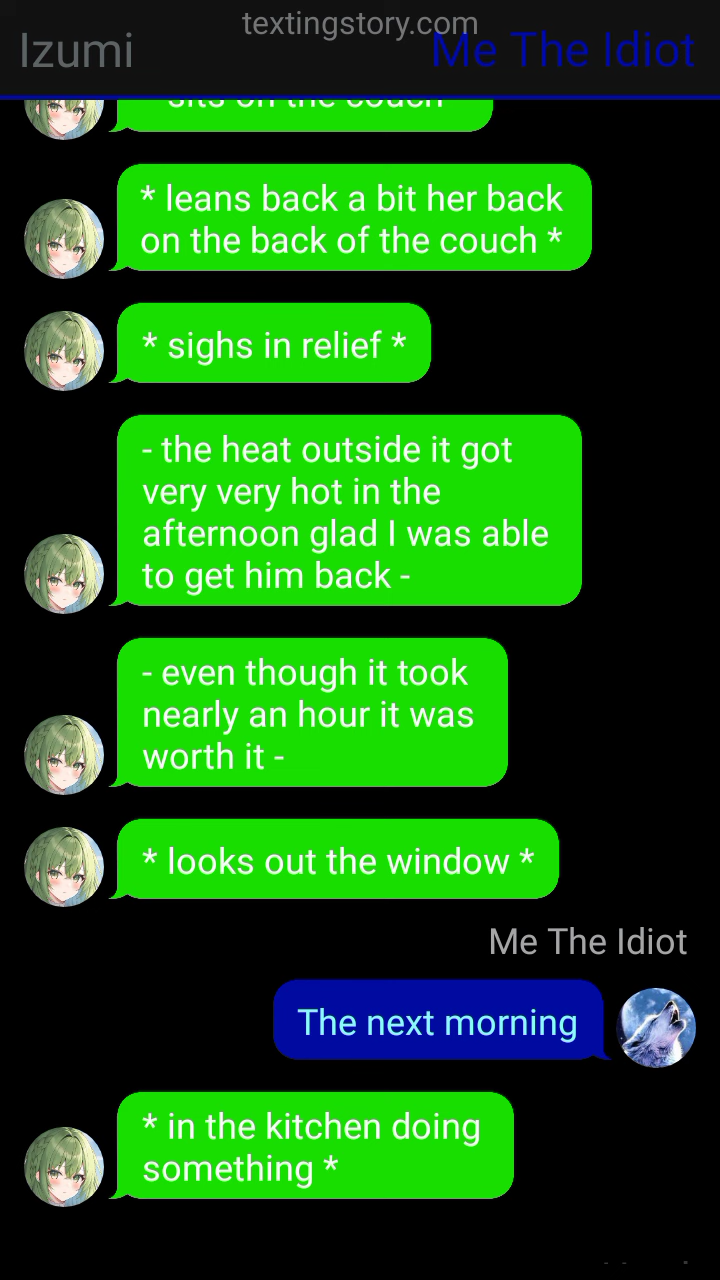 textingstory.com
Izumi
Me The Idiot
sits on the couch
* leans back a bit her back
on the back of the couch *
* sighs in relief *
- the heat outside it got
very very hot in the
afternoon glad I was able
to get him back -
- even though it took
nearly an hour it was
worth it -
* looks out the window *
Me The Idiot
The next morning
* in the kitchen doing
something *